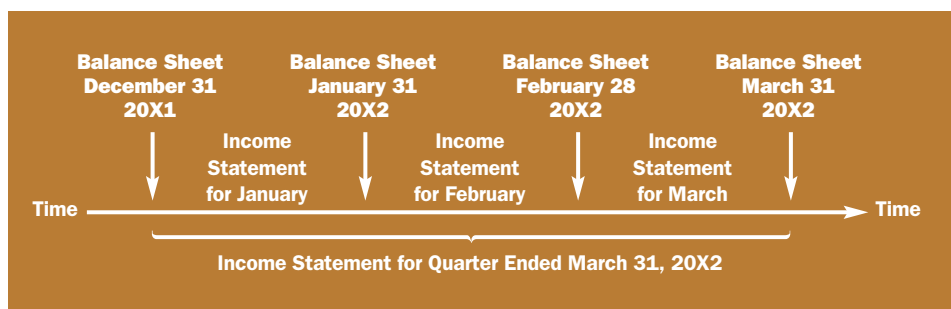 Balance Sheet
December 31
20X1
Balance Sheet
January 31
20X2
Balance Sheet
February 28
20X2
Balance Sheet
March 31
20X2
Income
Statement
for January
Income
Statement
for February
Income
Statement
for March
Time
Time
Income Statement for Quarter Ended March 31, 20X2